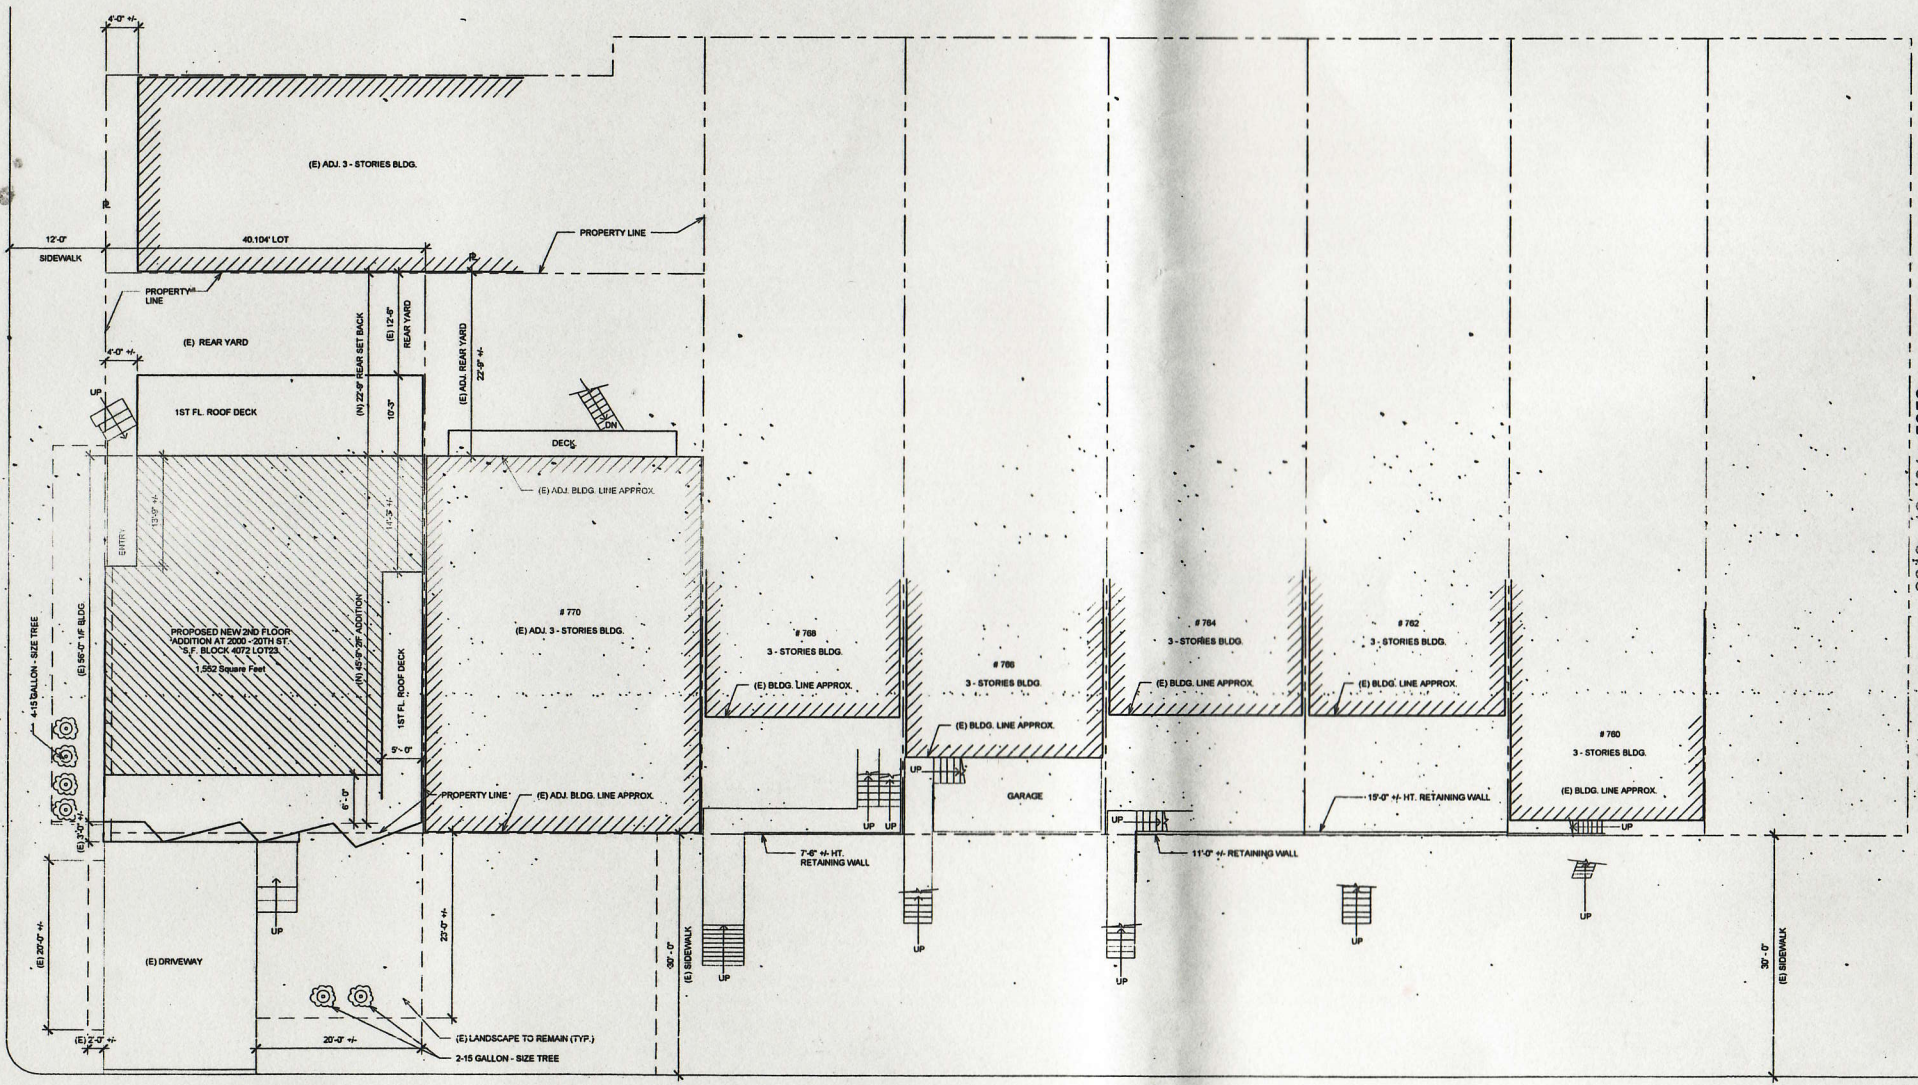 4'-0" +/-
(E) ADJ. 3 - STORIES BLDG.
PROPERTY LINE
12'-0"
SIDEWALK
40.104' LOT
PROPERTY
LINE
(E) REAR YARD
4'-0" +/-
(N) 22'-9" REAR SET BACK
(E) 12'-6"
REAR YARD
(E) ADJ. REAR YARD
22'-9" +/-
UP
1ST FL. ROOF DECK
10'-3"
DN
DECK
(E) ADJ. BLDG. LINE APPROX.
ENTRY
13'-9" +/-
4-15 GALLON - SIZE TREE
(E) 56'-0" 1/F BLDG.
PROPOSED NEW 2ND FLOOR
ADDITION AT 2000 - 20TH ST.
S.F. BLOCK 4072 LOT23
1,552 Square Feet
(N) 45'-9" 2/F ADDITION
1ST FL. ROOF DECK
5'- 0"
6'- 0"
# 770
(E) ADJ. 3 - STORIES BLDG.
# 768
3 - STORIES BLDG.
(E) BLDG. LINE APPROX.
# 766
3 - STORIES BLDG.
(E) BLDG. LINE APPROX.
# 764
3 - STORIES BLDG.
(E) BLDG. LINE APPROX.
# 762
3 - STORIES BLDG.
(E) BLDG. LINE APPROX.
# 760
3 - STORIES BLDG.
(E) BLDG. LINE APPROX.
PROPERTY LINE
(E) ADJ. BLDG. LINE APPROX.
UP
UP
UP
GARAGE
UP
15'-0" +/- HT. RETAINING WALL
UP
(E) 3'-0" +/-
7'-6" +/- HT.
RETAINING WALL
11'-0" +/- RETAINING WALL
UP
(E) 20'-0" +/-
(E) DRIVEWAY
23'-0" +/-
30' - 0"
(E) SIDEWALK
UP
UP
UP
UP
UP
30' - 0"
(E) SIDEWALK
(E) 2'-0" +/-
20'-0" +/-
(E) LANDSCAPE TO REMAIN (TYP.)
2-15 GALLON - SIZE TREE